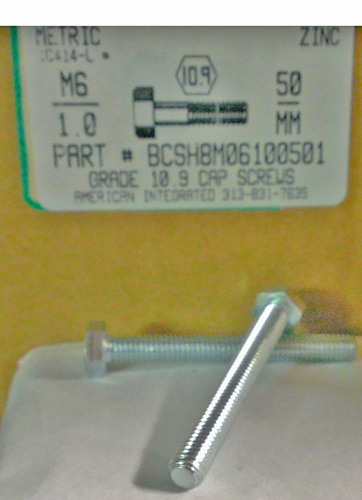 METRIC ZINC
LC414-L *
10.9
M6 50
1.0 MM
PART # BCSH8M06100501
GRADE 10.9 CAP SCREWS
AMERICAN INTEGRATED 313-831-7635